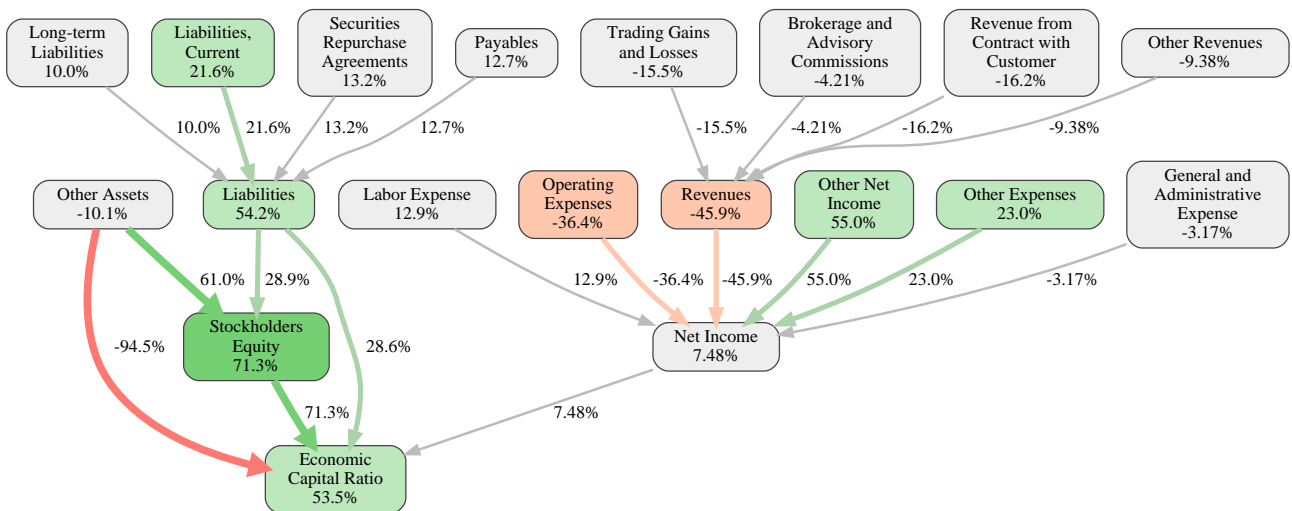 Long-term
Liabilities
10.0%
Liabilities,
Current
21.6%
Securities
Repurchase
Agreements
13.2%
Payables
12.7%
Trading Gains
and Losses
-15.5%
Brokerage and
Advisory
Commissions
-4.21%
Revenue from
Contract with
Customer
-16.2%
Other Revenues
-9.38%
10.0%
21.6%
13.2%
12.7%
-15.5%
-4.21%
-16.2%
-9.38%
Other Assets
-10.1%
Liabilities
54.2%
Labor Expense
12.9%
Operating
Expenses
-36.4%
Revenues
-45.9%
Other Net
Income
55.0%
Other Expenses
23.0%
General and
Administrative
Expense
-3.17%
61.0%
28.9%
12.9%
-36.4%
-45.9%
55.0%
23.0%
-3.17%
Stockholders
Equity
71.3%
Net Income
7.48%
-94.5%
28.6%
71.3%
7.48%
Economic
Capital Ratio
53.5%